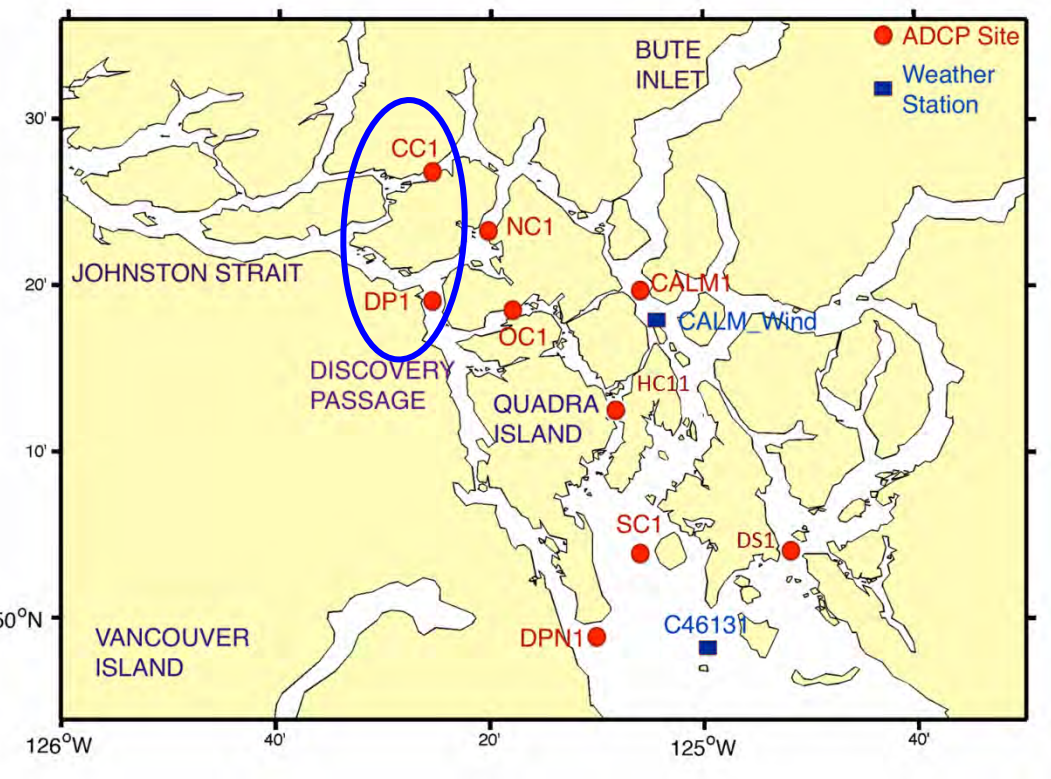 BUTE
INLET
ADCP Site
Weather
Station
30'
CC1
NC1
JOHNSTON STRAIT
20'
DP1
CALM1
CALM_Wind
OC1
DISCOVERY
PASSAGE
HC11
QUADRA
ISLAND
10'
SC1
DS1
50°N
C46131
VANCOUVER
ISLAND
DPN1
126°W
40'
20'
125°W
40'